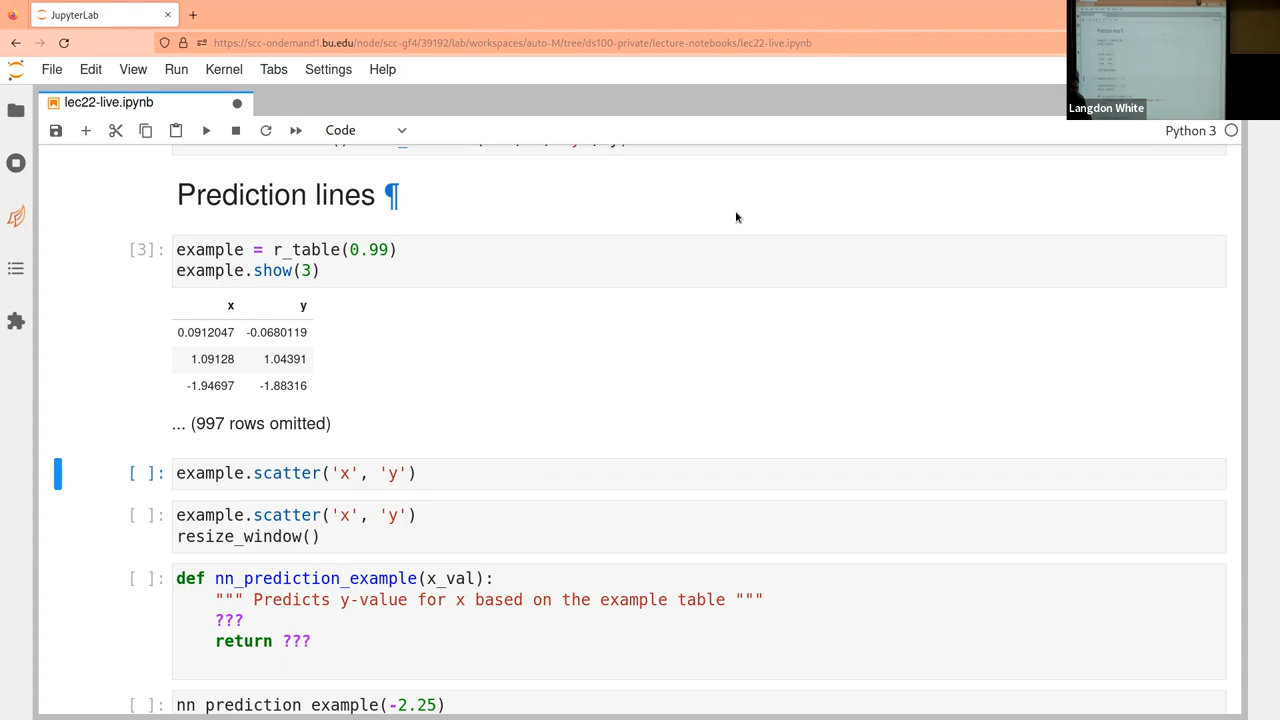 JupyterLab
https://scc-ondemand1.bu.edu/node/scc-gf4/39192/lab/workspaces/auto-M/tree/ds100-private/lecture-notebooks/lec22-live.ipynb
File Edit View Run Kernel Tabs Settings Help
Langdon White
lec22-live.ipynb
Code
Python 3
Prediction lines ¶
[3]: example = r_table(0.99)
example.show(3)
x y
0.0912047 -0.0680119
1.09128 1.04391
-1.94697 -1.88316
... (997 rows omitted)
[ ]: example.scatter('x', 'y')
[ ]: example.scatter('x', 'y')
resize_window()
[ ]: def nn_prediction_example(x_val):
""" Predicts y-value for x based on the example table """
???
return ???
[ ]: nn_prediction_example(-2.25)